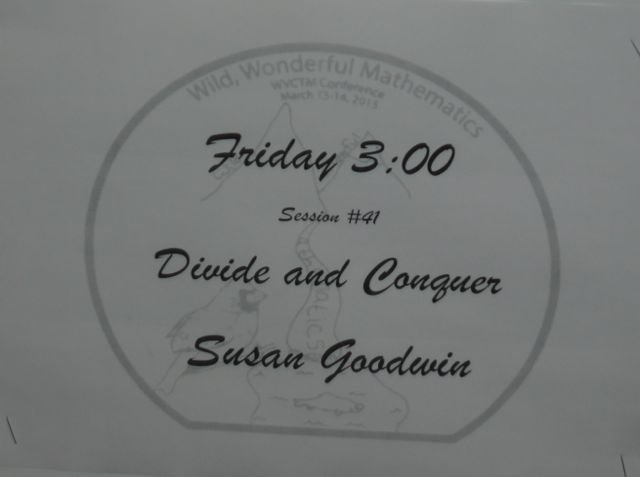 Wild, Wonderful Mathematics
WVCTM Conference
March 13-14, 2015
Friday 3:00
Session #41
Divide and Conquer
Susan Goodwin